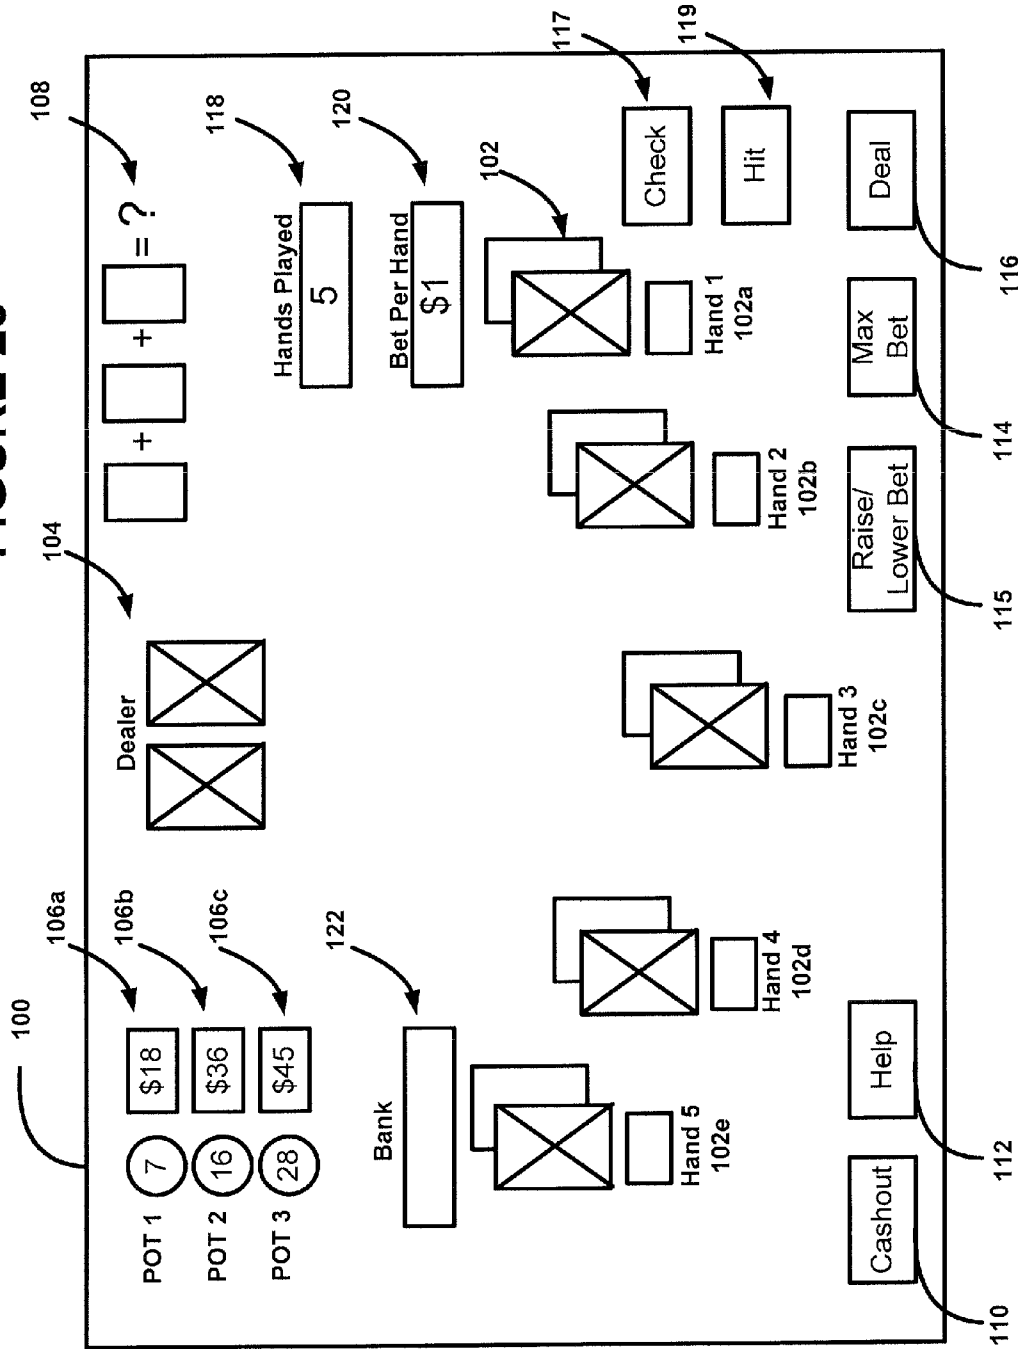 100
106a
106b
106c
104
108
POT 1
7
$18
POT 2
16
$36
POT 3
28
$45
Dealer
+
+
= ?
122
Bank
118
Hands Played
5
120
Bet Per Hand
$1
102
Hand 5
102e
Hand 4
102d
Hand 3
102c
Hand 2
102b
Hand 1
102a
117
Check
119
Hit
Cashout
Help
Raise/
Lower Bet
Max
Bet
Deal
110
112
115
114
116